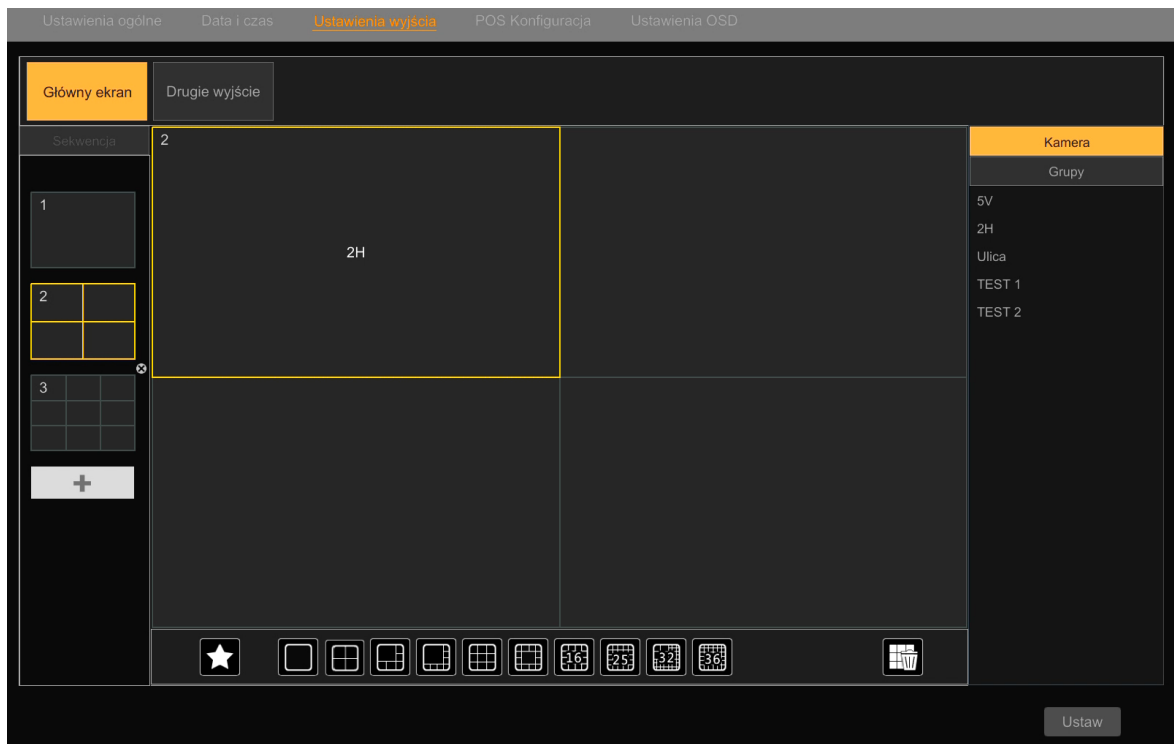 Ustawienia ogólne Data i czas Ustawienia wyjścia POS Konfiguracja Ustawienia OSD
Główny ekran Drugie wyjście
Sekwencja
2
Kamera
Grupy
1
5V
2H
2H
Ulica
2
TEST 1
TEST 2
3
16 25 32 36
Ustaw